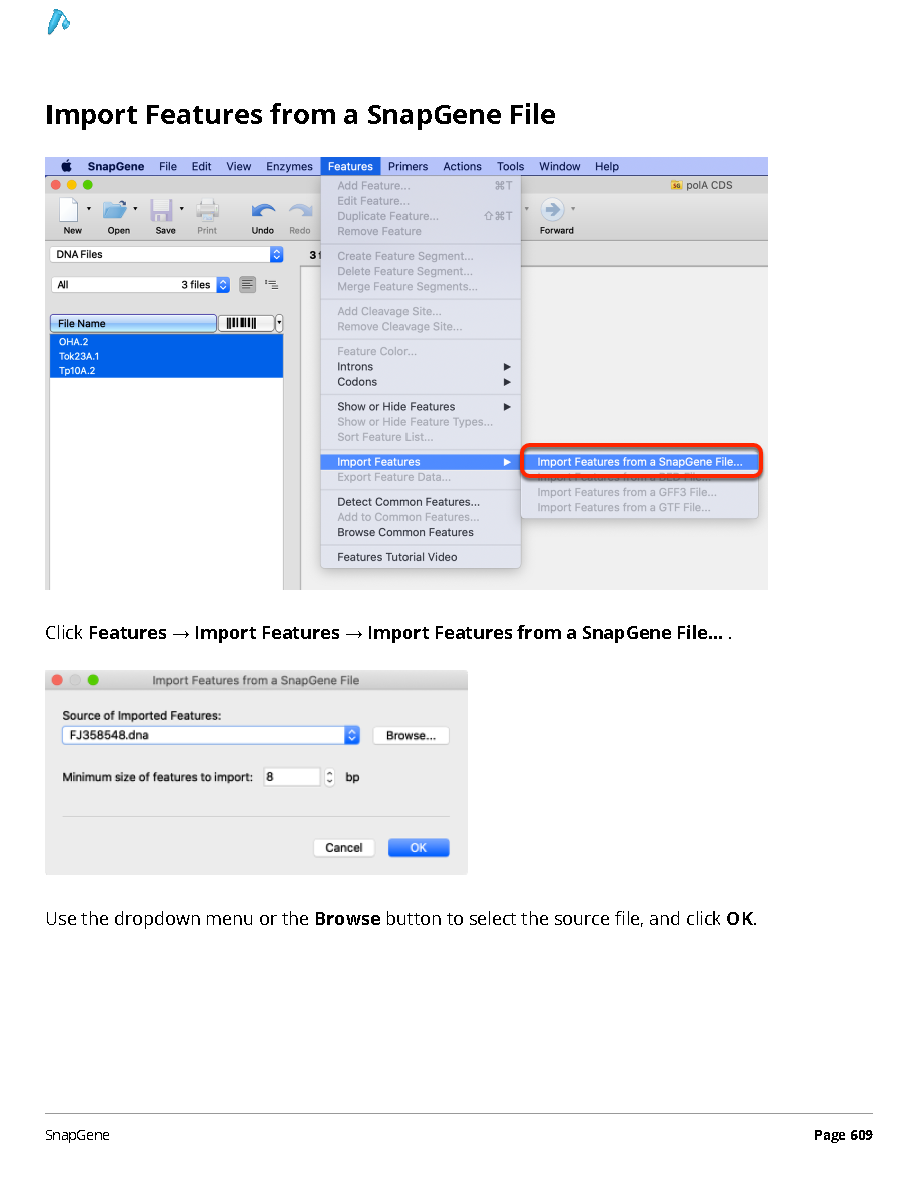 Import Features from a SnapGene File
SnapGene File Edit View Enzymes Features Primers Actions Tools Window Help
polA CDS
New Open Save Print Undo Redo Forward
DNA Files
All 3 files
File Name
OHA.2
Tok23A.1
Tp10A.2
Add Feature... ⌘T
Edit Feature...
Duplicate Feature... ⇧⌘T
Remove Feature
Create Feature Segment...
Delete Feature Segment...
Merge Feature Segments...
Add Cleavage Site...
Remove Cleavage Site...
Feature Color...
Introns
Codons
Show or Hide Features
Show or Hide Feature Types...
Sort Feature List...
Import Features
Export Feature Data...
Detect Common Features...
Add to Common Features...
Browse Common Features
Features Tutorial Video
Import Features from a SnapGene File...
Import Features from a BED File...
Import Features from a GFF3 File...
Import Features from a GTF File...
Click Features → Import Features → Import Features from a SnapGene File... .
Import Features from a SnapGene File
Source of Imported Features:
FJ358548.dna Browse...
Minimum size of features to import: 8 bp
Cancel OK
Use the dropdown menu or the Browse button to select the source file, and click OK.
SnapGene Page 609